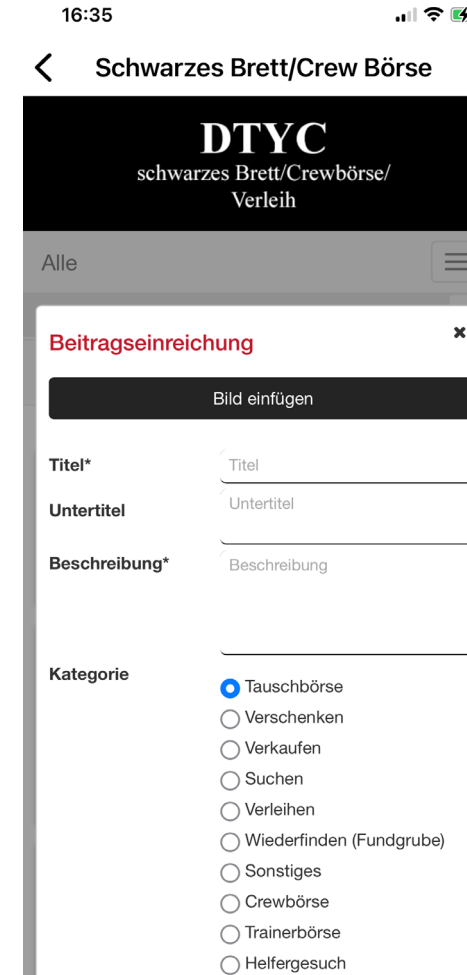 16:35
Schwarzes Brett/Crew Börse
DTYC
schwarzes Brett/Crewbörse/
Verleih
Alle
Beitragseinreichung
Bild einfügen
Titel* Titel
Untertitel Untertitel
Beschreibung* Beschreibung
Kategorie
Tauschbörse
Verschenken
Verkaufen
Suchen
Verleihen
Wiederfinden (Fundgrube)
Sonstiges
Crewbörse
Trainerbörse
Helfergesuch